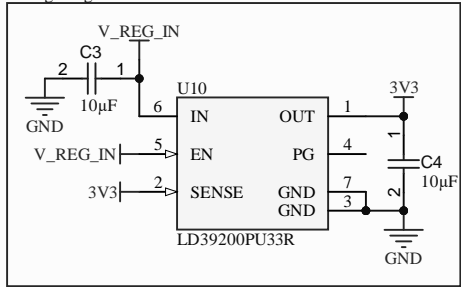 V_REG_IN
C3
2 1
10µF
GND
U10
6 IN
OUT 1
3V3
V_REG_IN 5 EN
PG 4
3V3 2 SENSE
GND 7
GND 3
1
C4
10µF
2
LD39200PU33R
GND